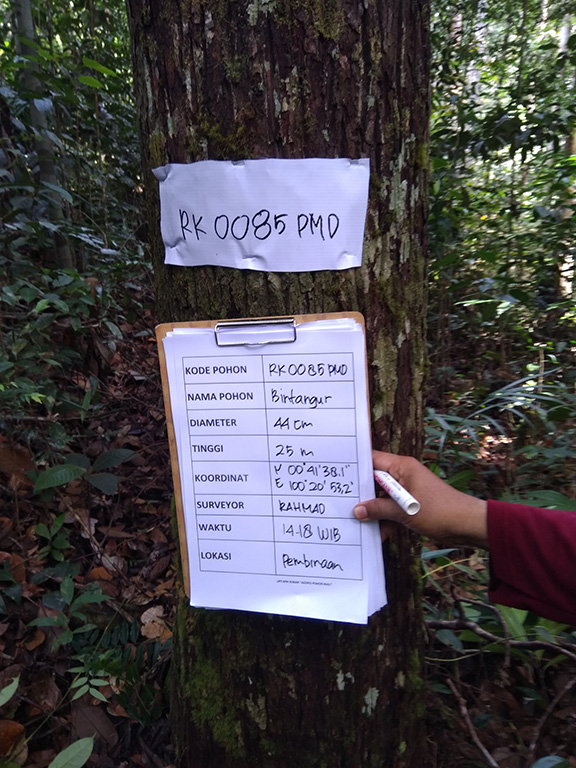 RK 0085 PMD
KODE POHON RK 0085 PMD
NAMA POHON Bintangur
DIAMETER 44 cm
TINGGI 25 m
KOORDINAT N 00°41'38.1"
E 100°20'53,2"
SURVEYOR RAHMAD
WAKTU 14-18 WIB
LOKASI Pembinaan